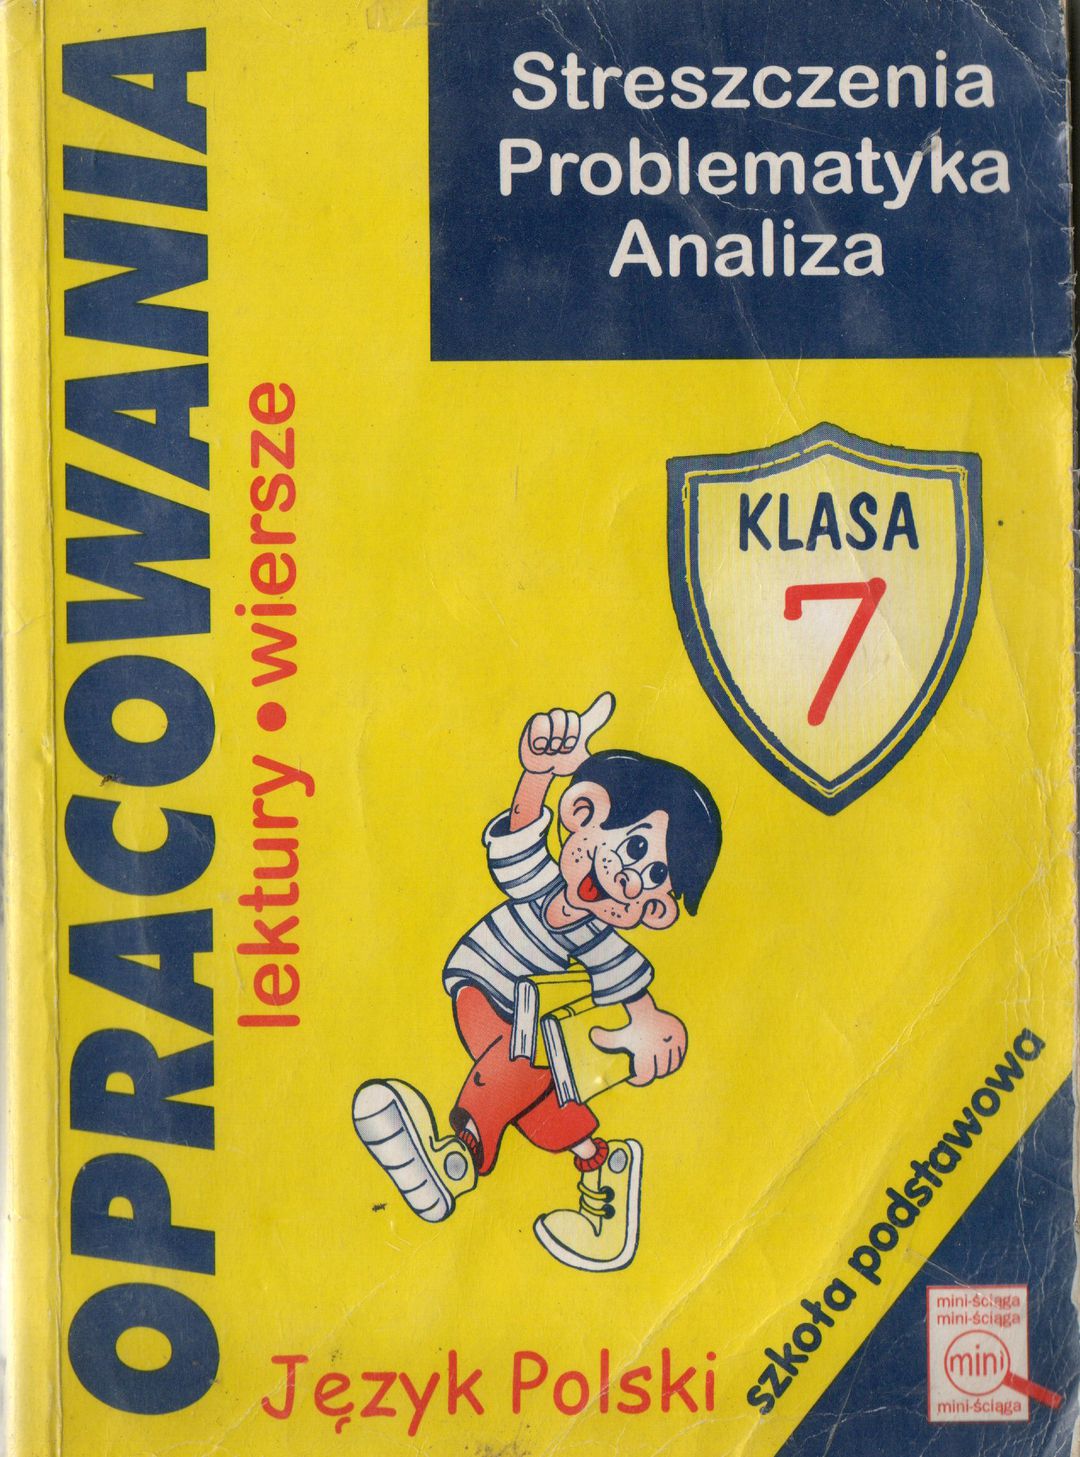 OPRACOWANIA
lektury • wiersze
Streszczenia
Problematyka
Analiza
KLASA
7
Język Polski
szkoła podstawowa
mini-ściąga
mini-ściąga
mini
mini-ściąga